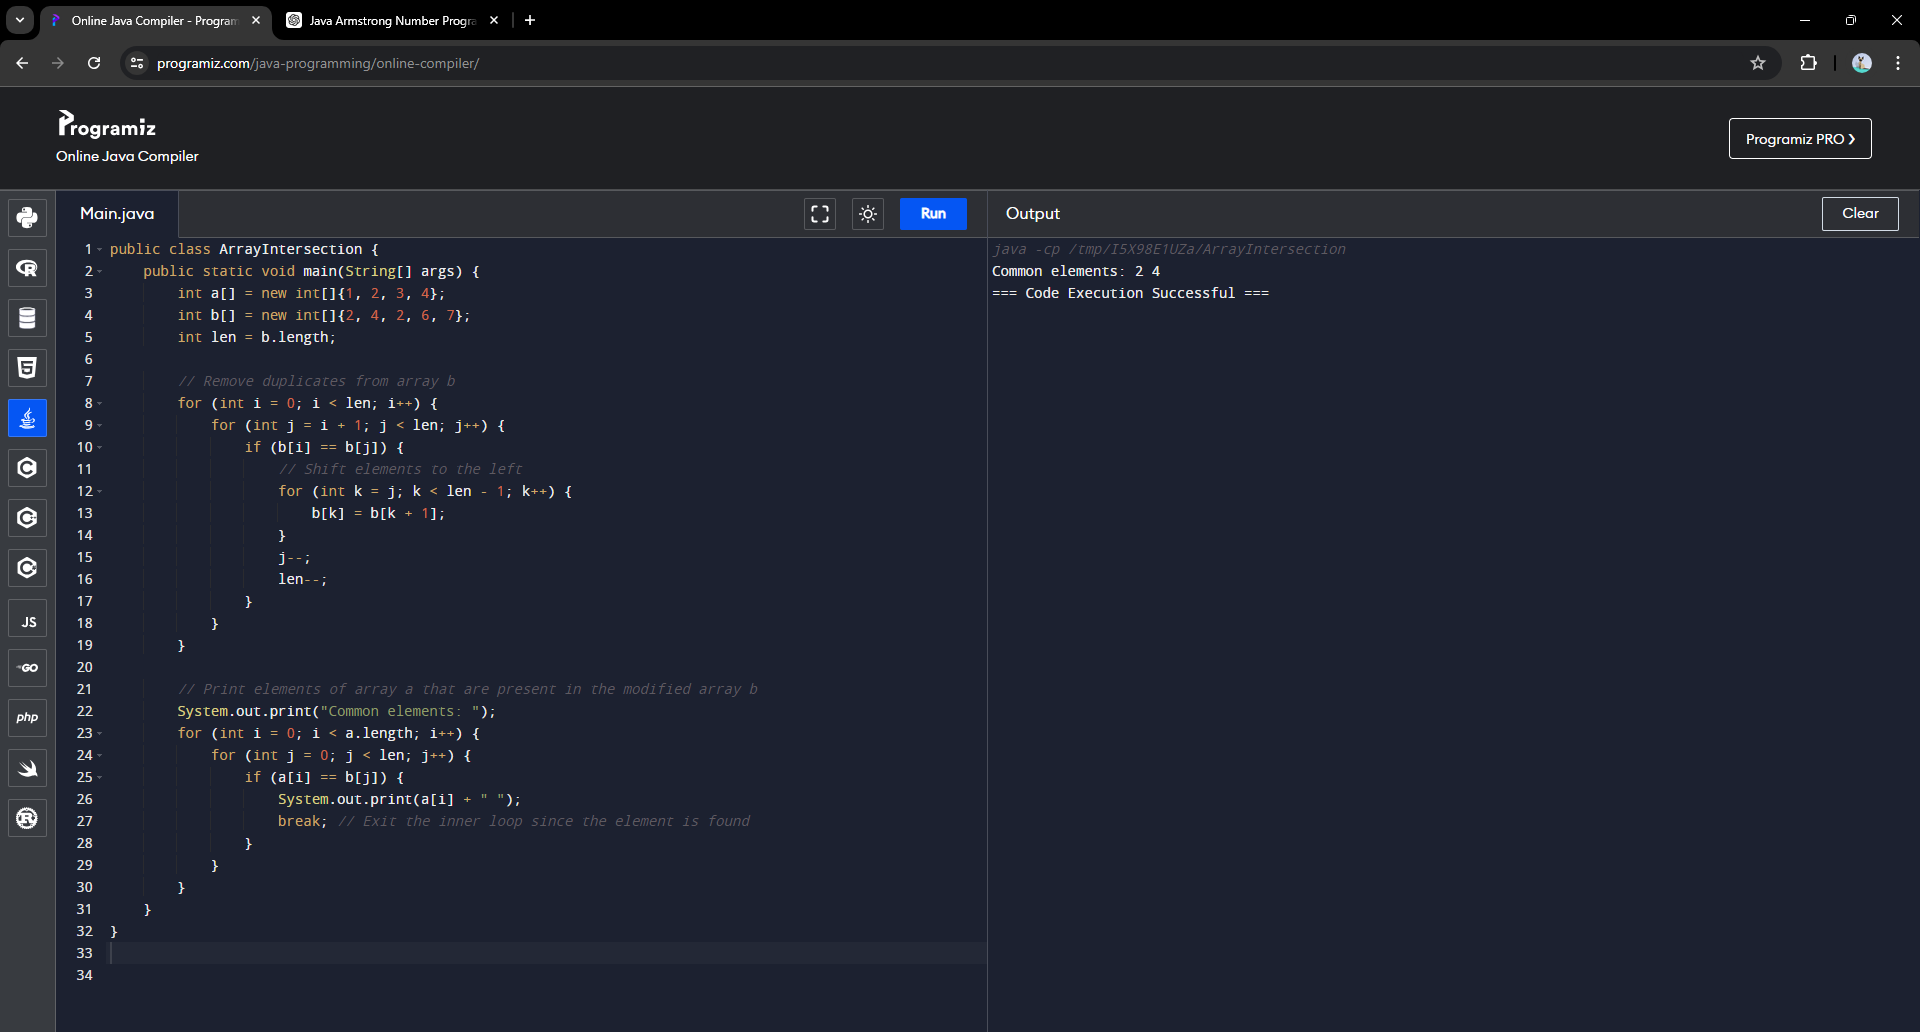 Online Java Compiler - Program
Java Armstrong Number Progra
programiz.com/java-programming/online-compiler/
Programiz
Online Java Compiler
Programiz PRO ❯
Main.java
Run
Output
Clear
1 public class ArrayIntersection {
2     public static void main(String[] args) {
3         int a[] = new int[]{1, 2, 3, 4};
4         int b[] = new int[]{2, 4, 2, 6, 7};
5         int len = b.length;
6
7         // Remove duplicates from array b
8         for (int i = 0; i < len; i++) {
9             for (int j = i + 1; j < len; j++) {
10                 if (b[i] == b[j]) {
11                     // Shift elements to the left
12                     for (int k = j; k < len - 1; k++) {
13                         b[k] = b[k + 1];
14                     }
15                     j--;
16                     len--;
17                 }
18             }
19         }
20
21         // Print elements of array a that are present in the modified array b
22         System.out.print("Common elements: ");
23         for (int i = 0; i < a.length; i++) {
24             for (int j = 0; j < len; j++) {
25                 if (a[i] == b[j]) {
26                     System.out.print(a[i] + " ");
27                     break; // Exit the inner loop since the element is found
28                 }
29             }
30         }
31     }
32 }
33
34
java -cp /tmp/I5X98E1UZa/ArrayIntersection
Common elements: 2 4
=== Code Execution Successful ===
JS
GO
php